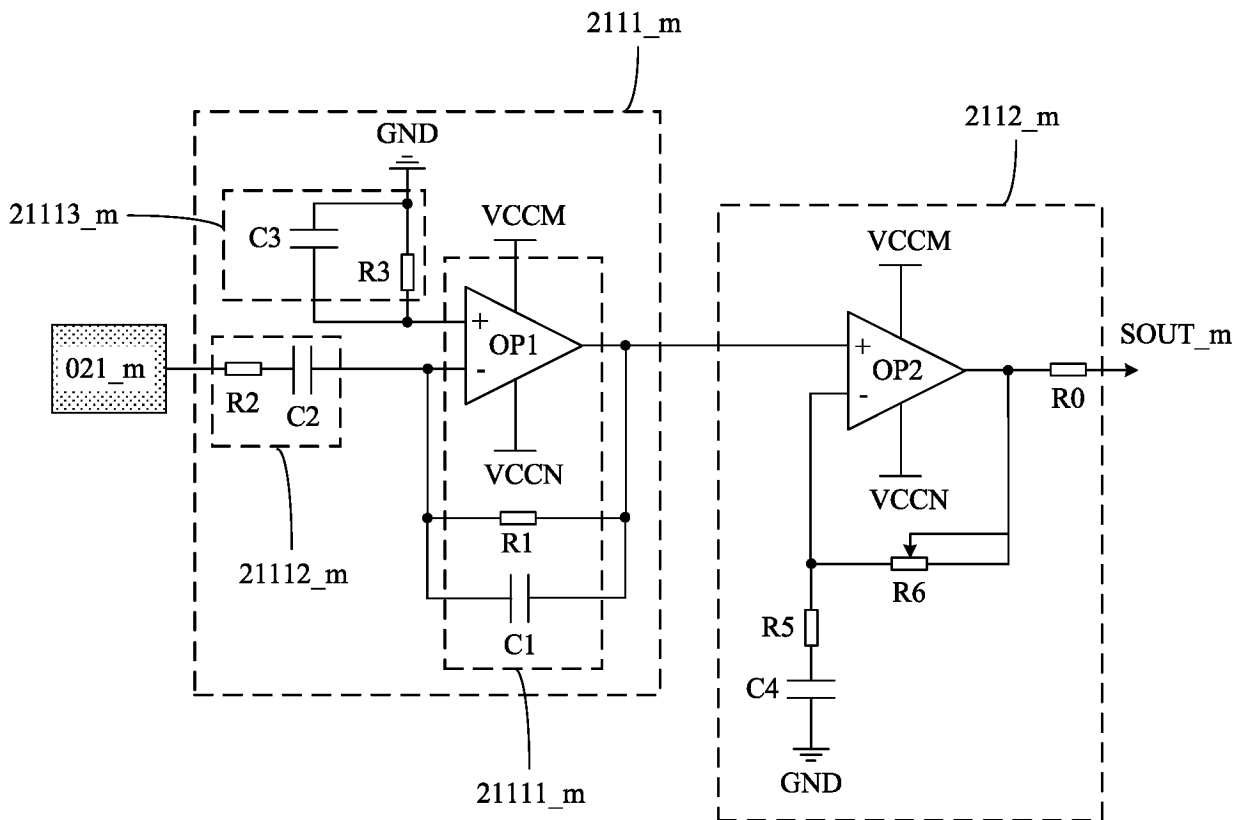 2111_m
2112_m
GND
21113_m
C3
R3
VCCM
VCCM
+
OP1
-
021_m
R2
C2
+
OP2
-
SOUT_m
R0
VCCN
VCCN
R1
R6
21112_m
C1
R5
C4
GND
21111_m